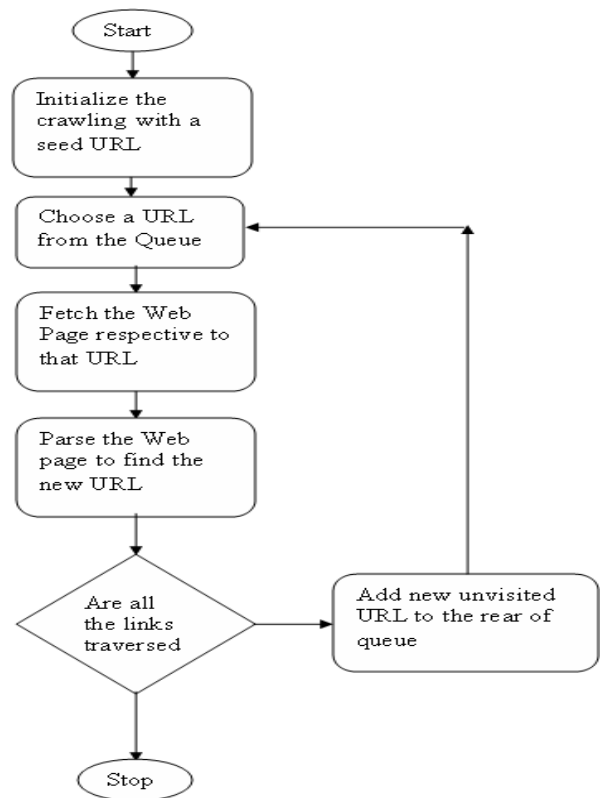 Start
Initialize the
crawling with a
seed URL
Choose a URL
from the Queue
Fetch the Web
Page respective to
that URL
Parse the Web
page to find the
new URL
Are all
the links
traversed
Add new unvisited
URL to the rear of
queue
Stop